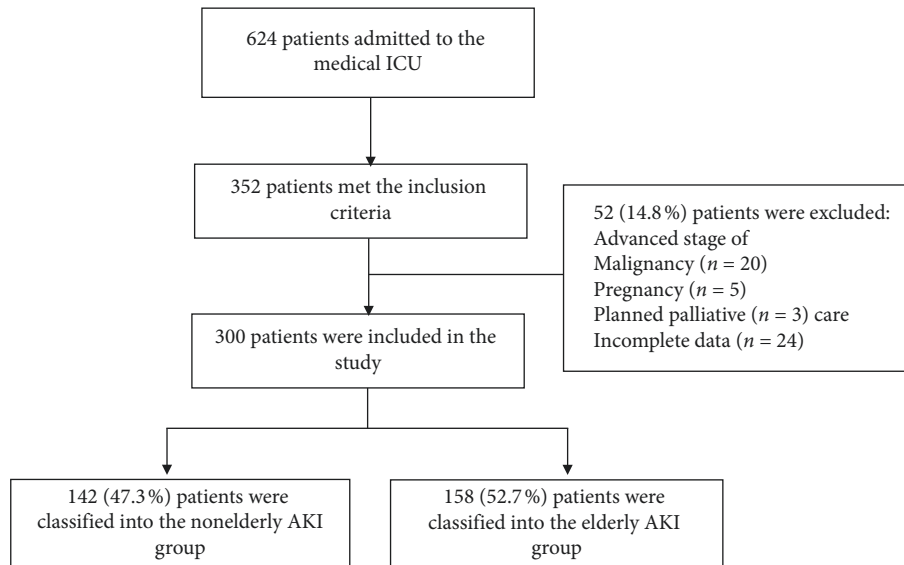 624 patients admitted to the
medical ICU
352 patients met the inclusion
criteria
52 (14.8%) patients were excluded:
Advanced stage of
Malignancy (n = 20)
Pregnancy (n = 5)
Planned palliative (n = 3) care
Incomplete data (n = 24)
300 patients were included in the
study
142 (47.3%) patients were
classified into the nonelderly AKI
group
158 (52.7%) patients were
classified into the elderly AKI
group